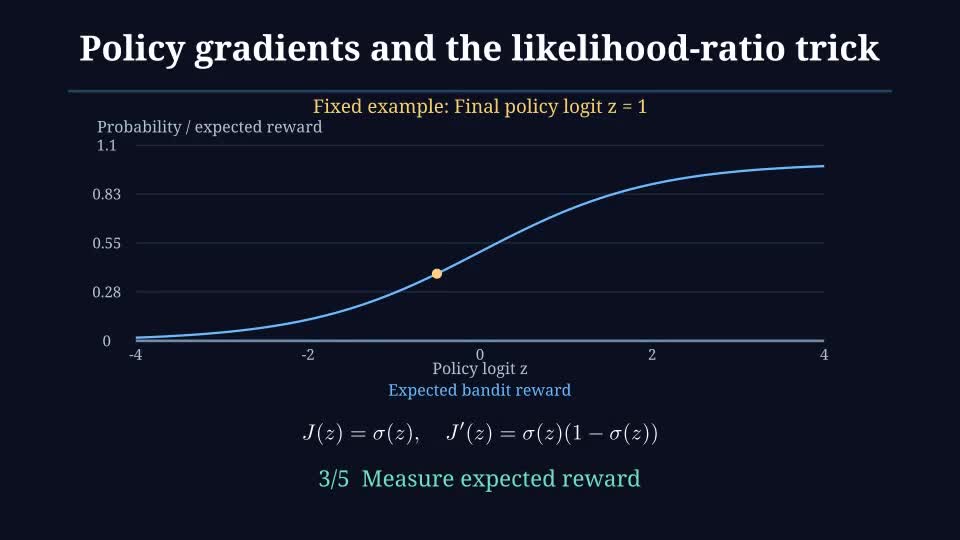 Policy gradients and the likelihood-ratio trick
Fixed example: Final policy logit z = 1
Probability / expected reward
1.1
0.83
0.55
0.28
0
-4 -2 0 2 4
Policy logit z
Expected bandit reward
J(z) = σ(z), J′(z) = σ(z)(1 − σ(z))
3/5 Measure expected reward